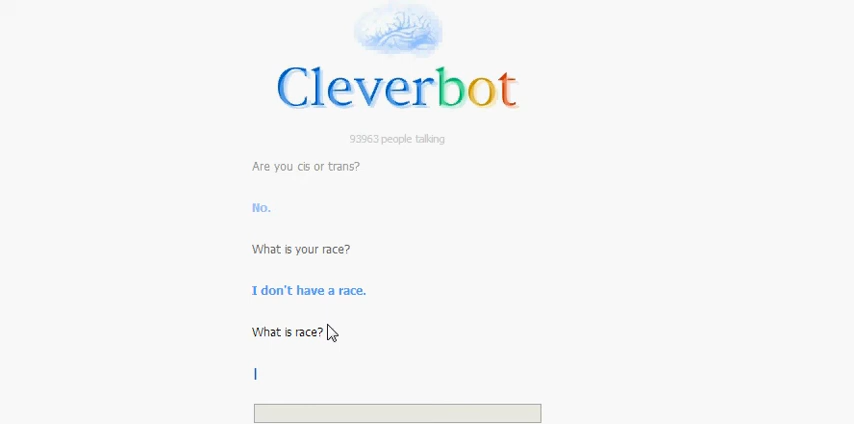 Cleverbot
93963 people talking
Are you cis or trans?
No.
What is your race?
I don't have a race.
What is race?